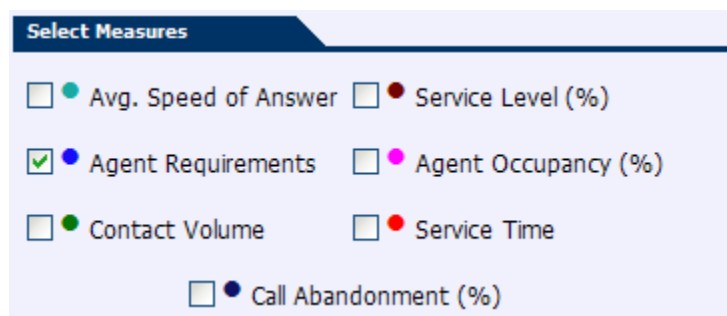 Select Measures
Avg. Speed of Answer Service Level (%)
Agent Requirements Agent Occupancy (%)
Contact Volume Service Time
Call Abandonment (%)